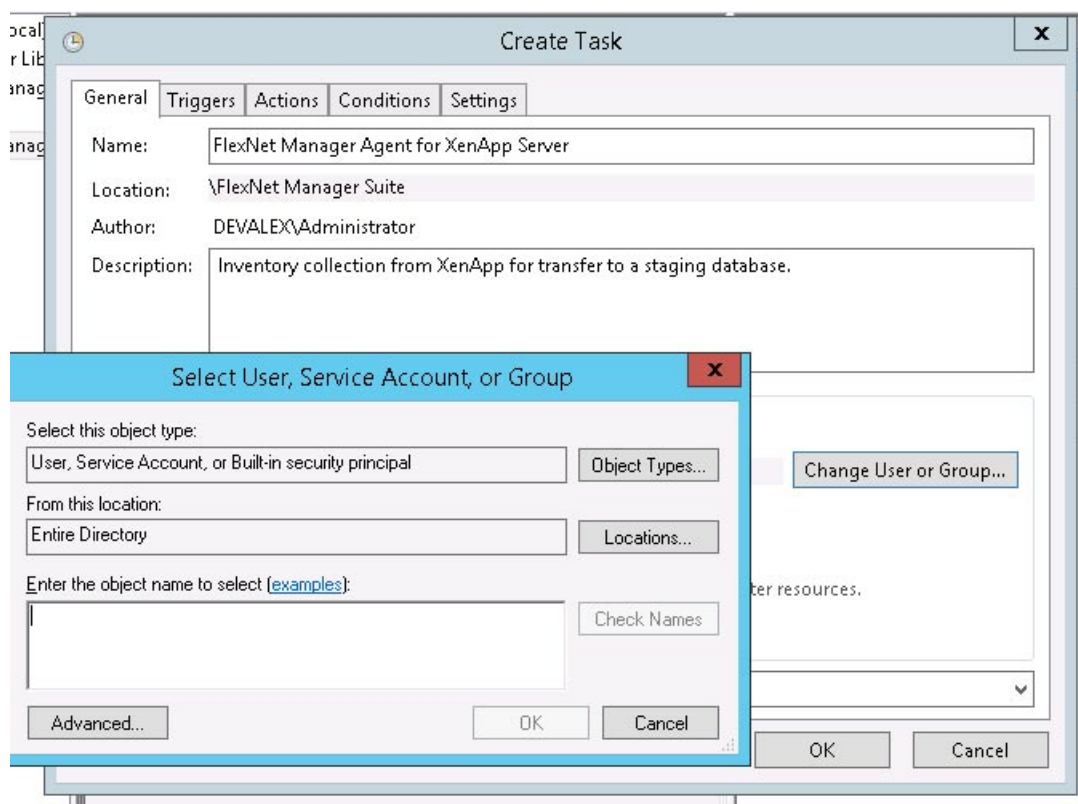 ocal)
r Lib
anag
anag
Create Task
x
General
Triggers
Actions
Conditions
Settings
Name:
FlexNet Manager Agent for XenApp Server
Location:
\FlexNet Manager Suite
Author:
DEVALEX\Administrator
Description:
Inventory collection from XenApp for transfer to a staging database.
Change User or Group...
ter resources.
OK
Cancel
Select User, Service Account, or Group
x
Select this object type:
User, Service Account, or Built-in security principal
Object Types...
From this location:
Entire Directory
Locations...
Enter the object name to select (examples):
Check Names
Advanced...
OK
Cancel